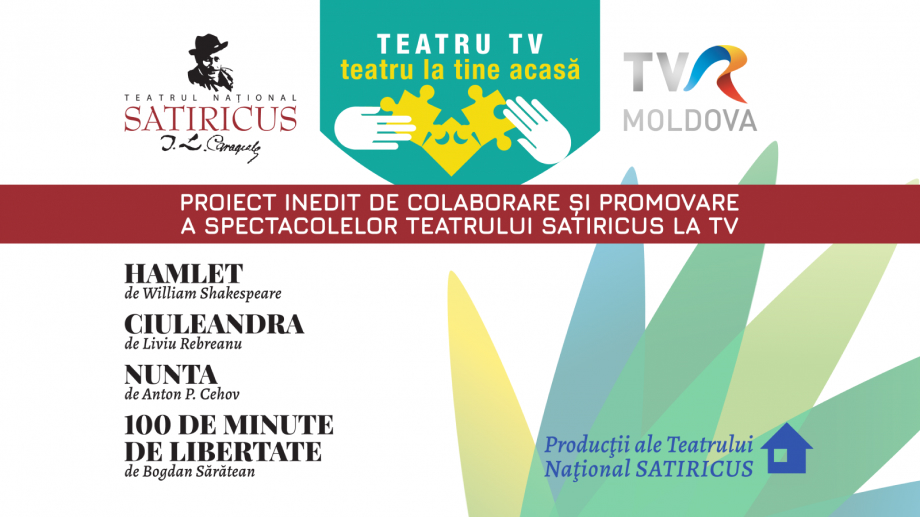 TEATRUL NAȚIONAL
SATIRICUS
I. L. Caragiale
TEATRU TV
teatru la tine acasă
TVR
MOLDOVA
PROIECT INEDIT DE COLABORARE ȘI PROMOVARE
A SPECTACOLELOR TEATRULUI SATIRICUS LA TV
HAMLET
de William Shakespeare
CIULEANDRA
de Liviu Rebreanu
NUNTA
de Anton P. Cehov
100 DE MINUTE
DE LIBERTATE
de Bogdan Sărătean
Producţii ale Teatrului
Naţional SATIRICUS